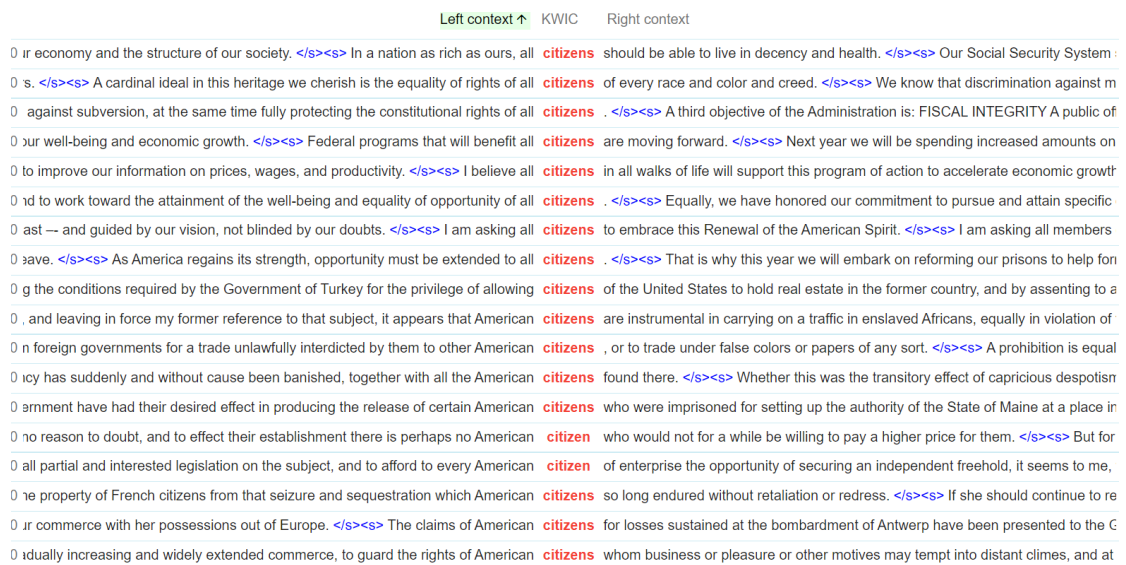 Left context ↑ KWIC Right context
economy and the structure of our society. </s><s> In a nation as rich as ours, all citizens should be able to live in decency and health. </s><s> Our Social Security System
</s><s> A cardinal ideal in this heritage we cherish is the equality of rights of all citizens of every race and color and creed. </s><s> We know that discrimination against
against subversion, at the same time fully protecting the constitutional rights of all citizens . </s><s> A third objective of the Administration is: FISCAL INTEGRITY A public
our well-being and economic growth. </s><s> Federal programs that will benefit all citizens are moving forward. </s><s> Next year we will be spending increased amounts on
0 to improve our information on prices, wages, and productivity. </s><s> I believe all citizens in all walks of life will support this program of action to accelerate economic growth
to work toward the attainment of the well-being and equality of opportunity of all citizens . </s><s> Equally, we have honored our commitment to pursue and attain specific
— and guided by our vision, not blinded by our doubts. </s><s> I am asking all citizens to embrace this Renewal of the American Spirit. </s><s> I am asking all members
</s><s> As America regains its strength, opportunity must be extended to all citizens . </s><s> That is why this year we will embark on reforming our prisons to help
the conditions required by the Government of Turkey for the privilege of allowing citizens of the United States to hold real estate in the former country, and by assenting to
0 , and leaving in force my former reference to that subject, it appears that American citizens are instrumental in carrying on a traffic in enslaved Africans, equally in violation of
foreign governments for a trade unlawfully interdicted by them to other American citizens , or to trade under false colors or papers of any sort. </s><s> A prohibition is
has suddenly and without cause been banished, together with all the American citizens found there. </s><s> Whether this was the transitory effect of capricious despotism
have had their desired effect in producing the release of certain American citizens who were imprisoned for setting up the authority of the State of Maine at a place in
0 no reason to doubt, and to effect their establishment there is perhaps no American citizen who would not for a while be willing to pay a higher price for them. </s><s> But for
0 all partial and interested legislation on the subject, and to afford to every American citizen of enterprise the opportunity of securing an independent freehold, it seems to me,
property of French citizens from that seizure and sequestration which American citizens so long endured without retaliation or redress. </s><s> If she should continue to
commerce with her possessions out of Europe. </s><s> The claims of American citizens for losses sustained at the bombardment of Antwerp have been presented to the
increasing and widely extended commerce, to guard the rights of American citizens whom business or pleasure or other motives may tempt into distant climes, and at